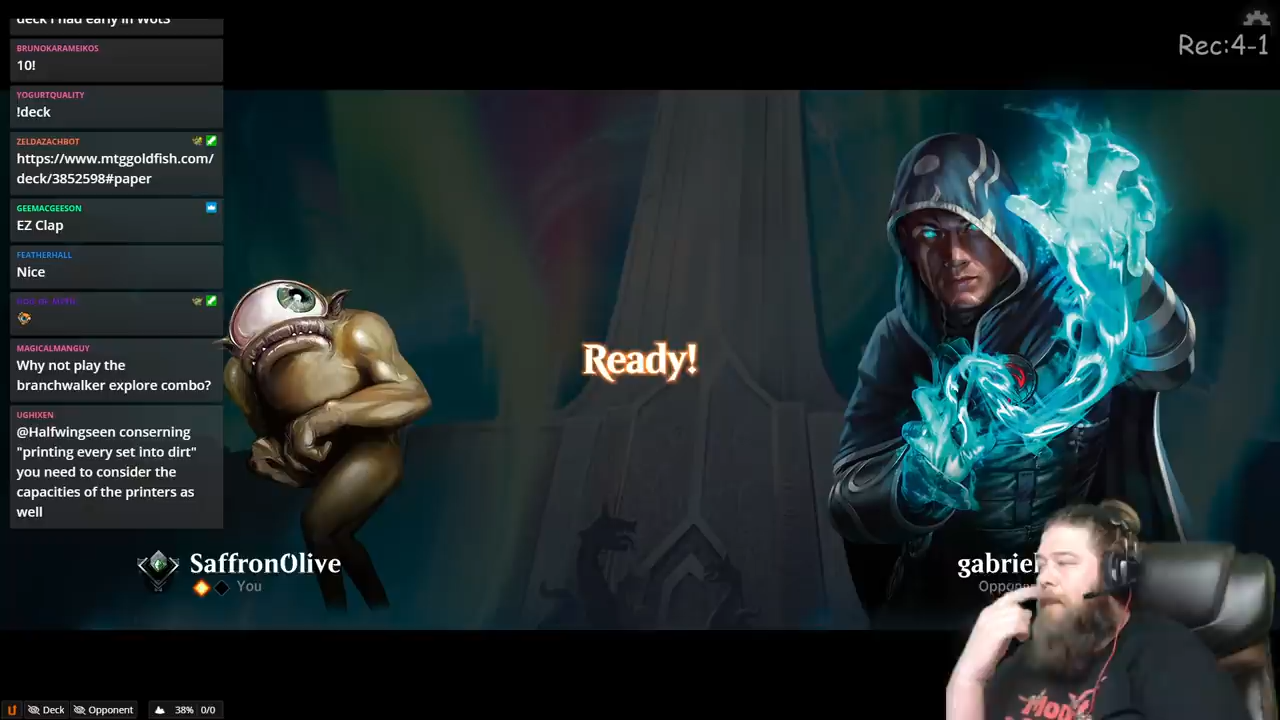 deck I had early in WotS
BRUNOKARAMEIKOS
10!
YOGURTQUALITY
!deck
ZELDAZACHBOT
https://www.mtggoldfish.com/
deck/3852598#paper
GEEMACGEESON
EZ Clap
FEATHERHALL
Nice
MAGICALMANGUY
Why not play the
branchwalker explore combo?
UGHIXEN
@Halfwingseen conserning
"printing every set into dirt"
you need to consider the
capacities of the printers as
well
Rec:4-1
Ready!
SaffronOlive
You
gabriel
Deck
Opponent
38% 0/0